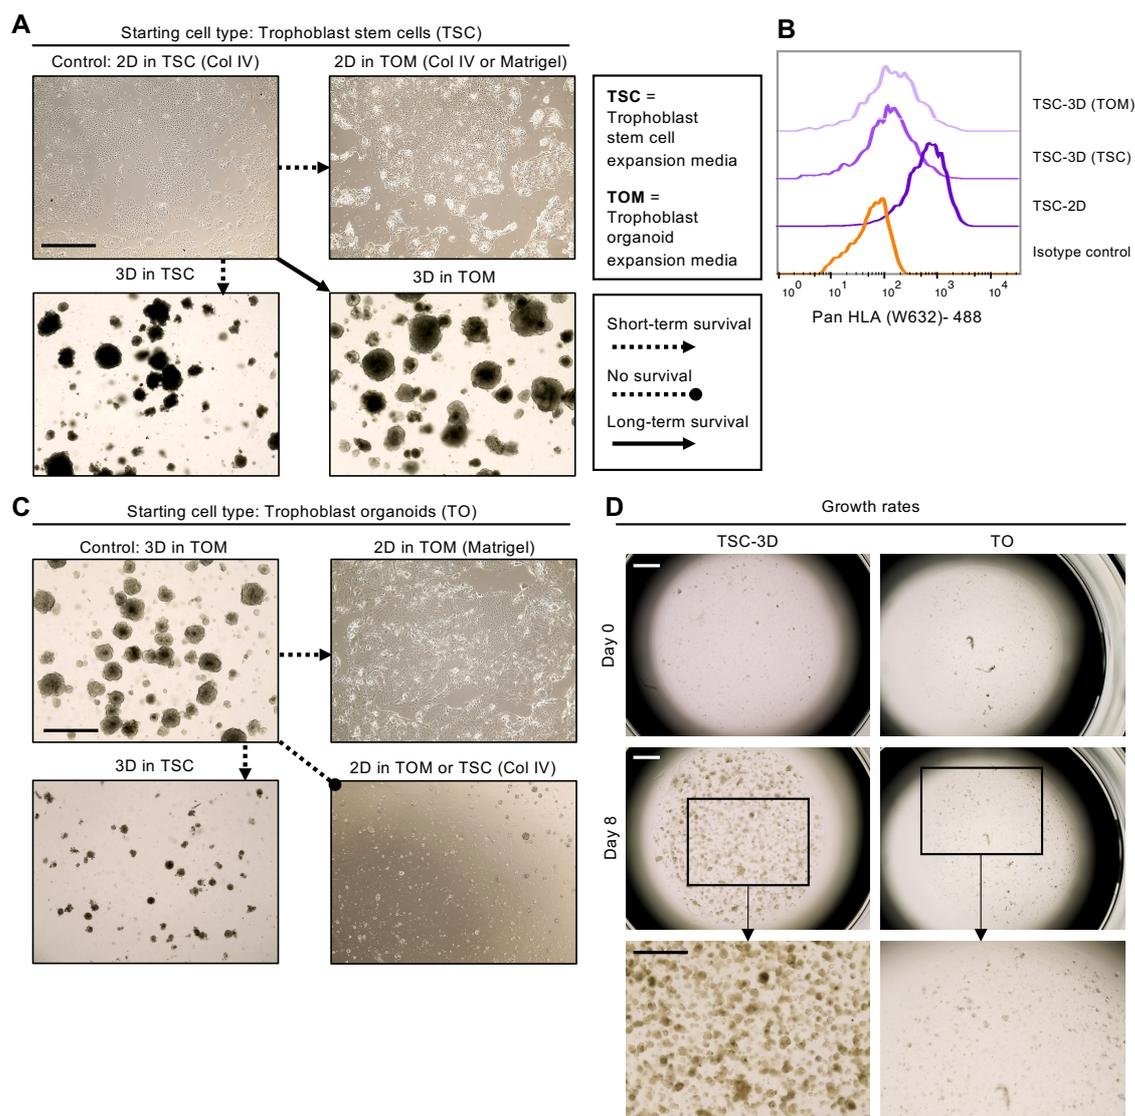 A
Starting cell type: Trophoblast stem cells (TSC)
Control: 2D in TSC (Col IV)
2D in TOM (Col IV or Matrigel)
3D in TSC
3D in TOM
TSC =
Trophoblast
stem cell
expansion media
TOM =
Trophoblast
organoid
expansion media
Short-term survival
No survival
Long-term survival
B
TSC-3D (TOM)
TSC-3D (TSC)
TSC-2D
Isotype control
10⁰ 10¹ 10² 10³ 10⁴
Pan HLA (W632)- 488
C
Starting cell type: Trophoblast organoids (TO)
Control: 3D in TOM
2D in TOM (Matrigel)
3D in TSC
2D in TOM or TSC (Col IV)
D
Growth rates
TSC-3D
TO
Day 0
Day 8